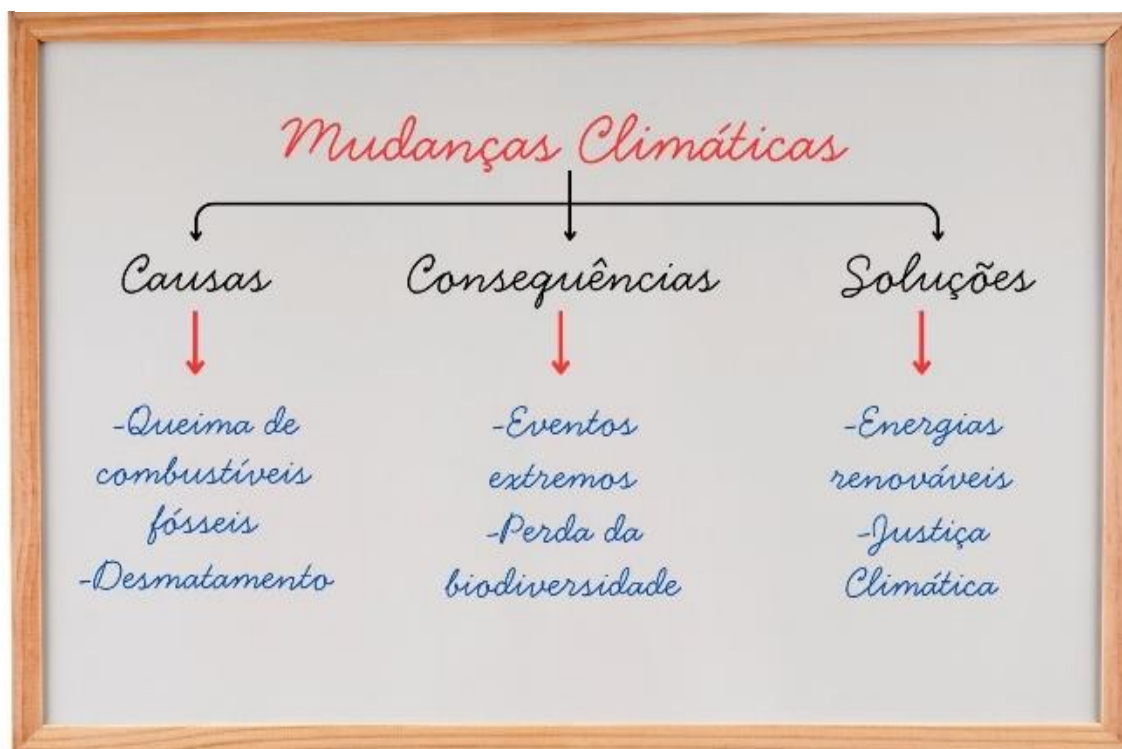 Mudanças Climáticas
Causas
Consequências
Soluções
-Queima de
combustíveis
fósseis
-Desmatamento
-Eventos
extremos
-Perda da
biodiversidade
-Energias
renováveis
-Justiça
Climática